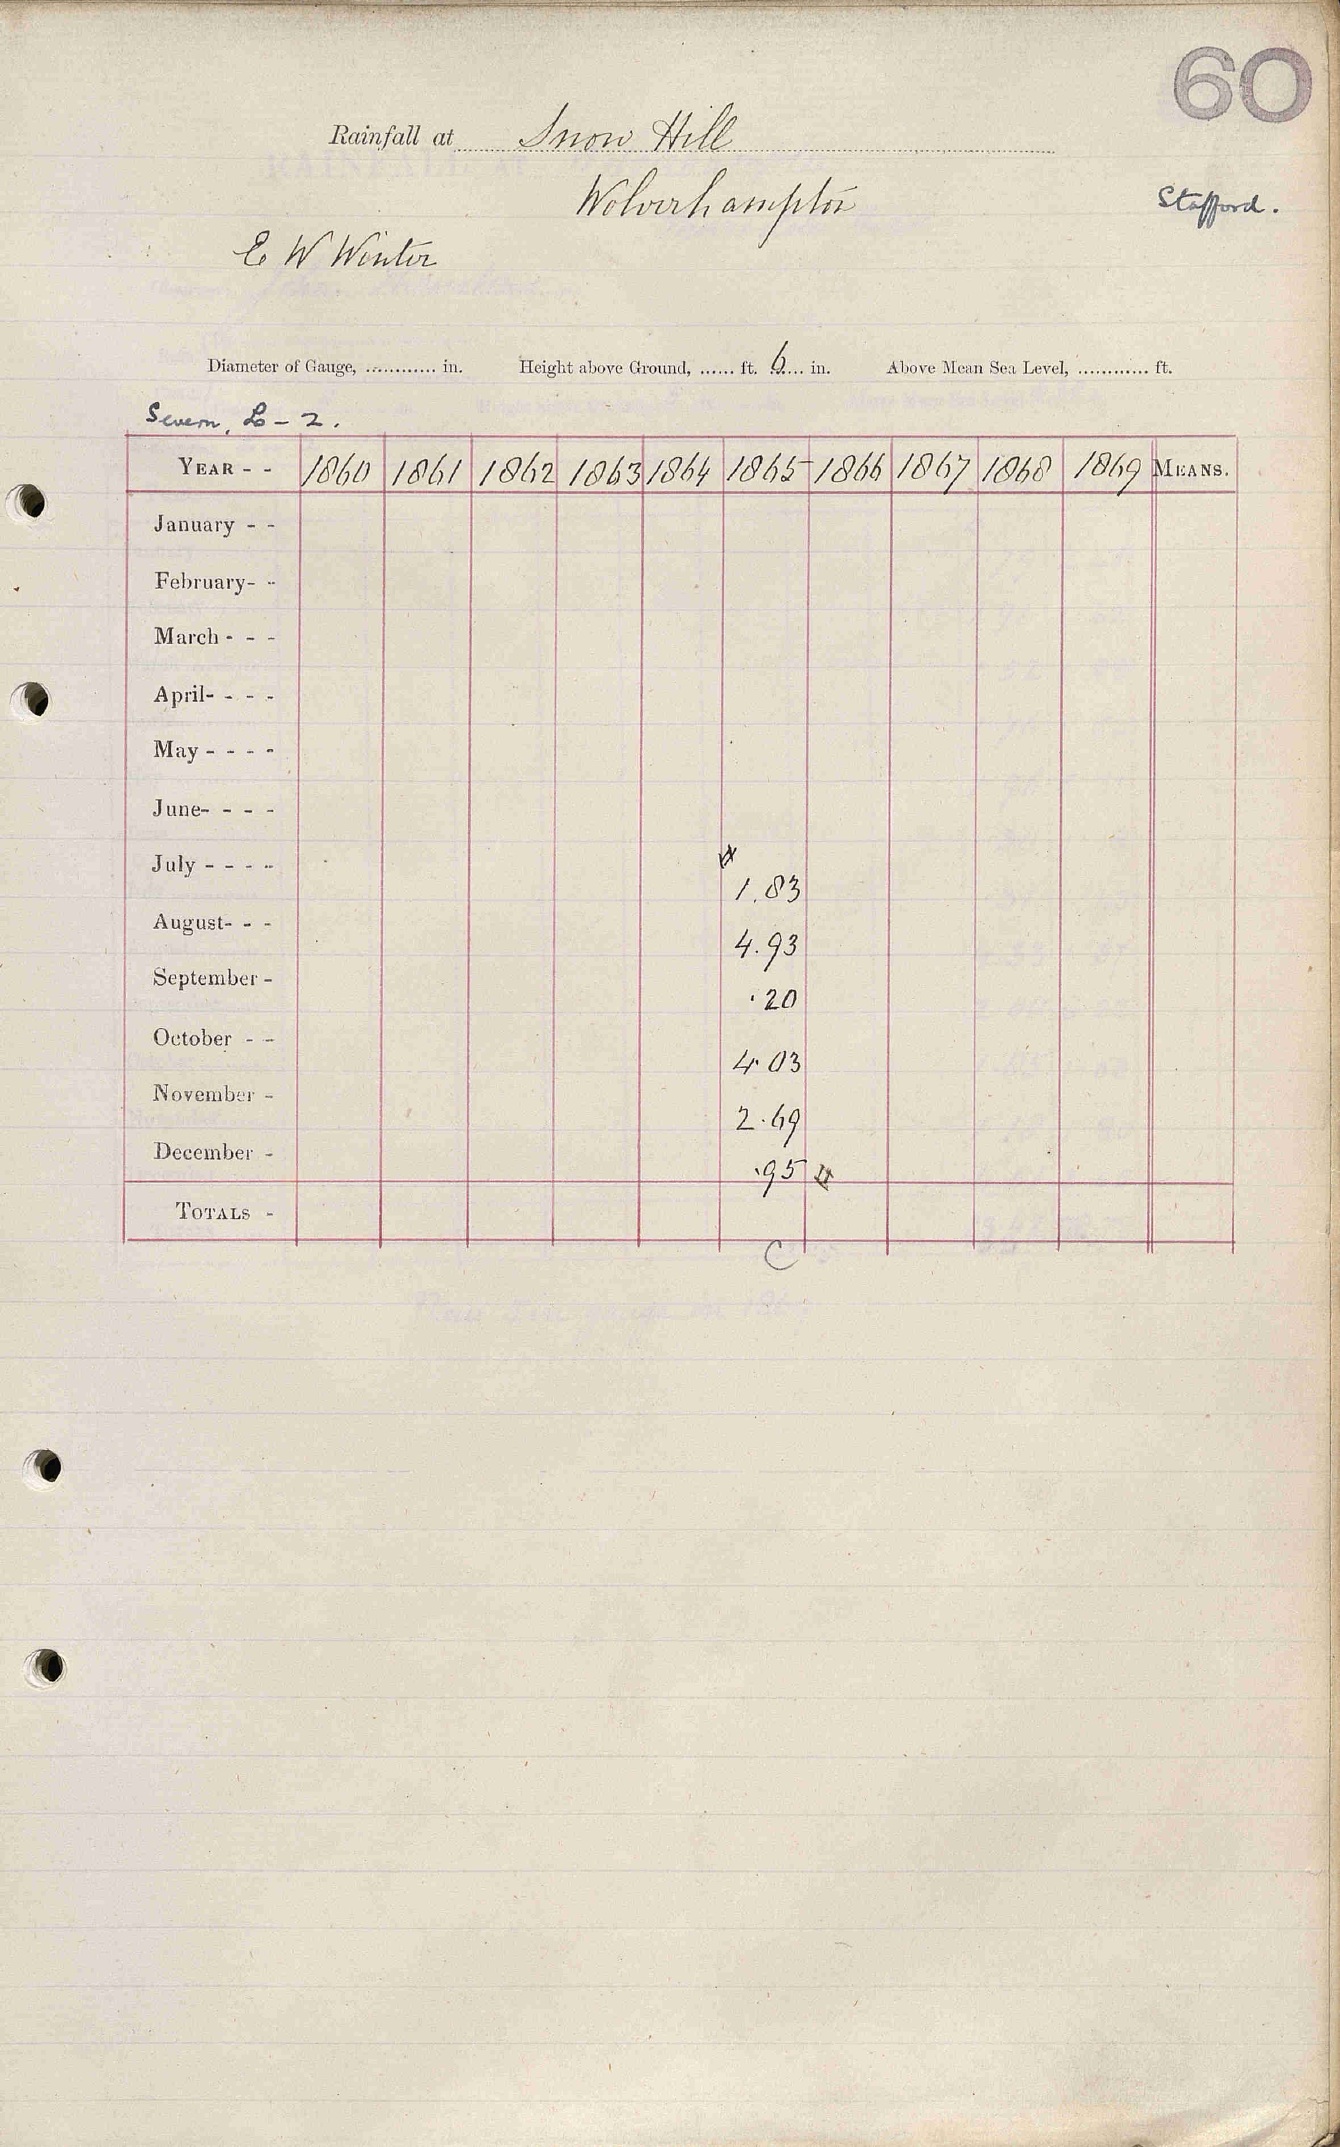 60
Rainfall at Snow Hill
Wolverhampton
Stafford.
E W Winter
Diameter of Gauge, ............ in. Height above Ground, ...... ft. 6 in. Above Mean Sea Level, ............ ft.
Severn, L - 2.
YEAR - - 1860 1861 1862 1863 1864 1865 1866 1867 1868 1869 MEANS.
January - -
February - -
March - - -
April - - - -
May - - - -
June - - - -
July - - - - 1.83
August - - - 4.93
September - .20
October - - 4.03
November - 2.69
December - .95
TOTALS -
C